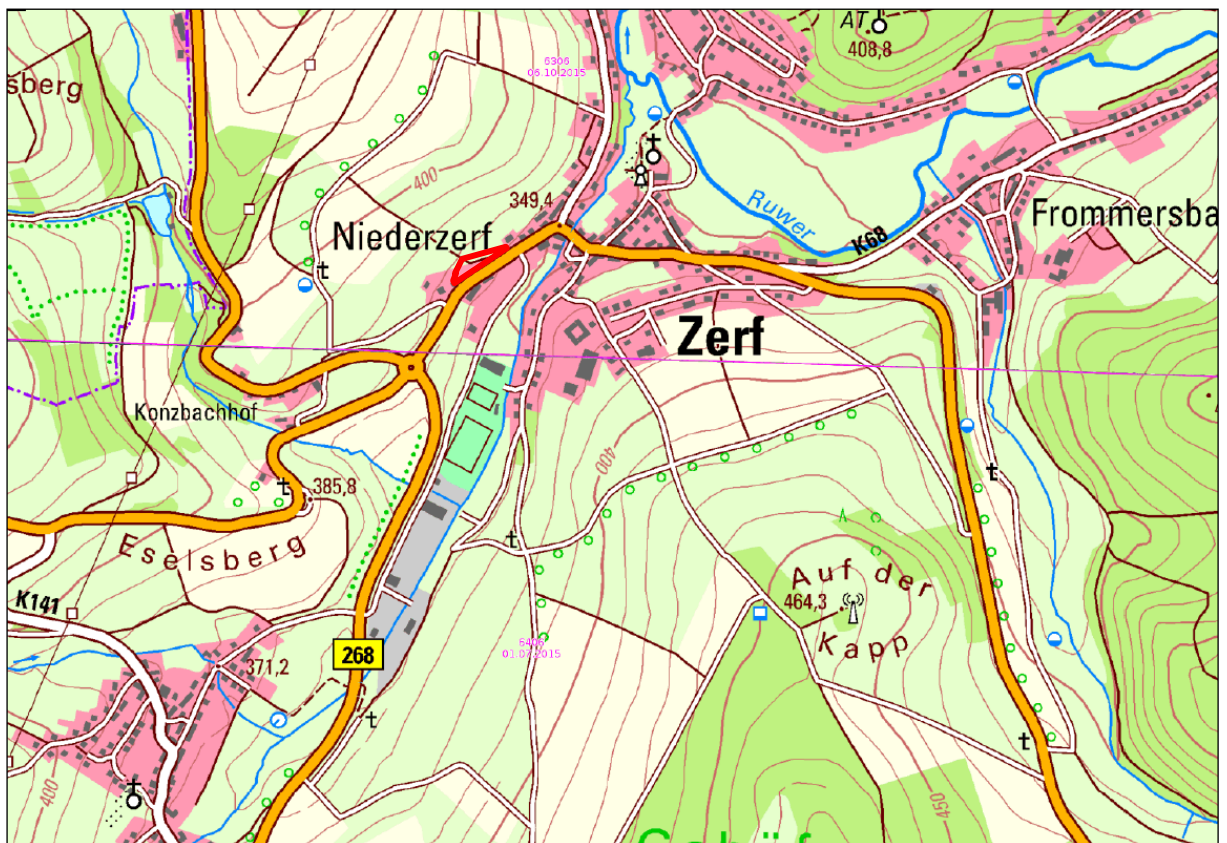 AT.
408,8
sberg
6306
06.10.2015
400
349,4
Niederzerf
Ruwer
K68
Frommersba
Zerf
Konzbachhof
385,8
400
Eselsberg
Auf der
464,3
Kapp
K141
6406
01.07.2015
268
371,2
400
450